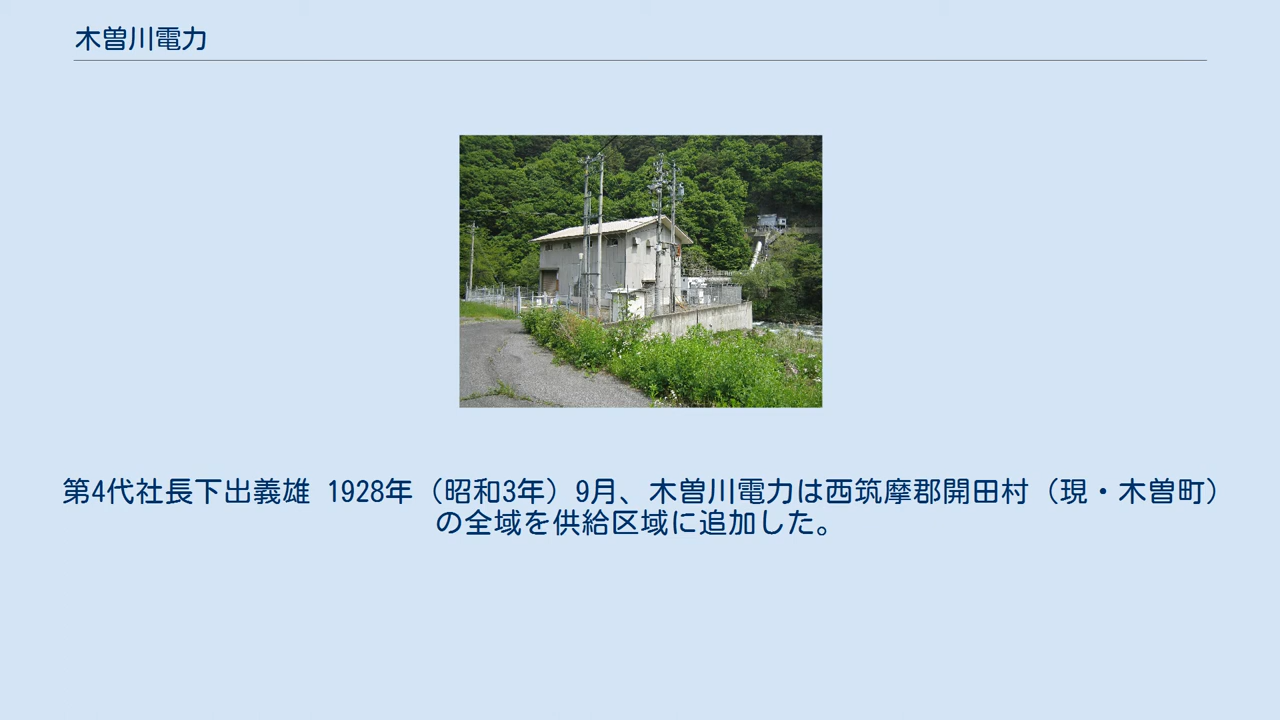 木曽川電力
第4代社長下出義雄 1928年（昭和3年）9月、木曽川電力は西筑摩郡開田村（現・木曽町）
の全域を供給区域に追加した。